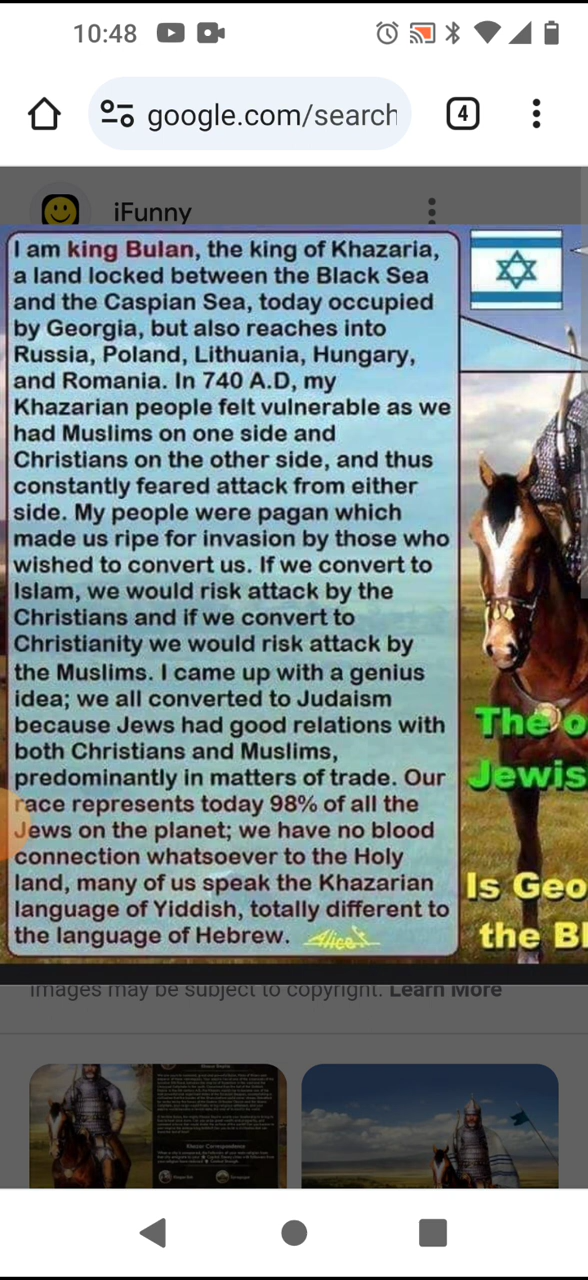 10:48
google.com/search
4
iFunny
I am king Bulan, the king of Khazaria,
a land locked between the Black Sea
and the Caspian Sea, today occupied
by Georgia, but also reaches into
Russia, Poland, Lithuania, Hungary,
and Romania. In 740 A.D, my
Khazarian people felt vulnerable as we
had Muslims on one side and
Christians on the other side, and thus
constantly feared attack from either
side. My people were pagan which
made us ripe for invasion by those who
wished to convert us. If we convert to
Islam, we would risk attack by the
Christians and if we convert to
Christianity we would risk attack by
the Muslims. I came up with a genius
idea; we all converted to Judaism
because Jews had good relations with
both Christians and Muslims,
predominantly in matters of trade. Our
race represents today 98% of all the
Jews on the planet; we have no blood
connection whatsoever to the Holy
land, many of us speak the Khazarian
language of Yiddish, totally different to
the language of Hebrew.
The o
Jewis
Is Geo
the Bl
Images may be subject to copyright. Learn More